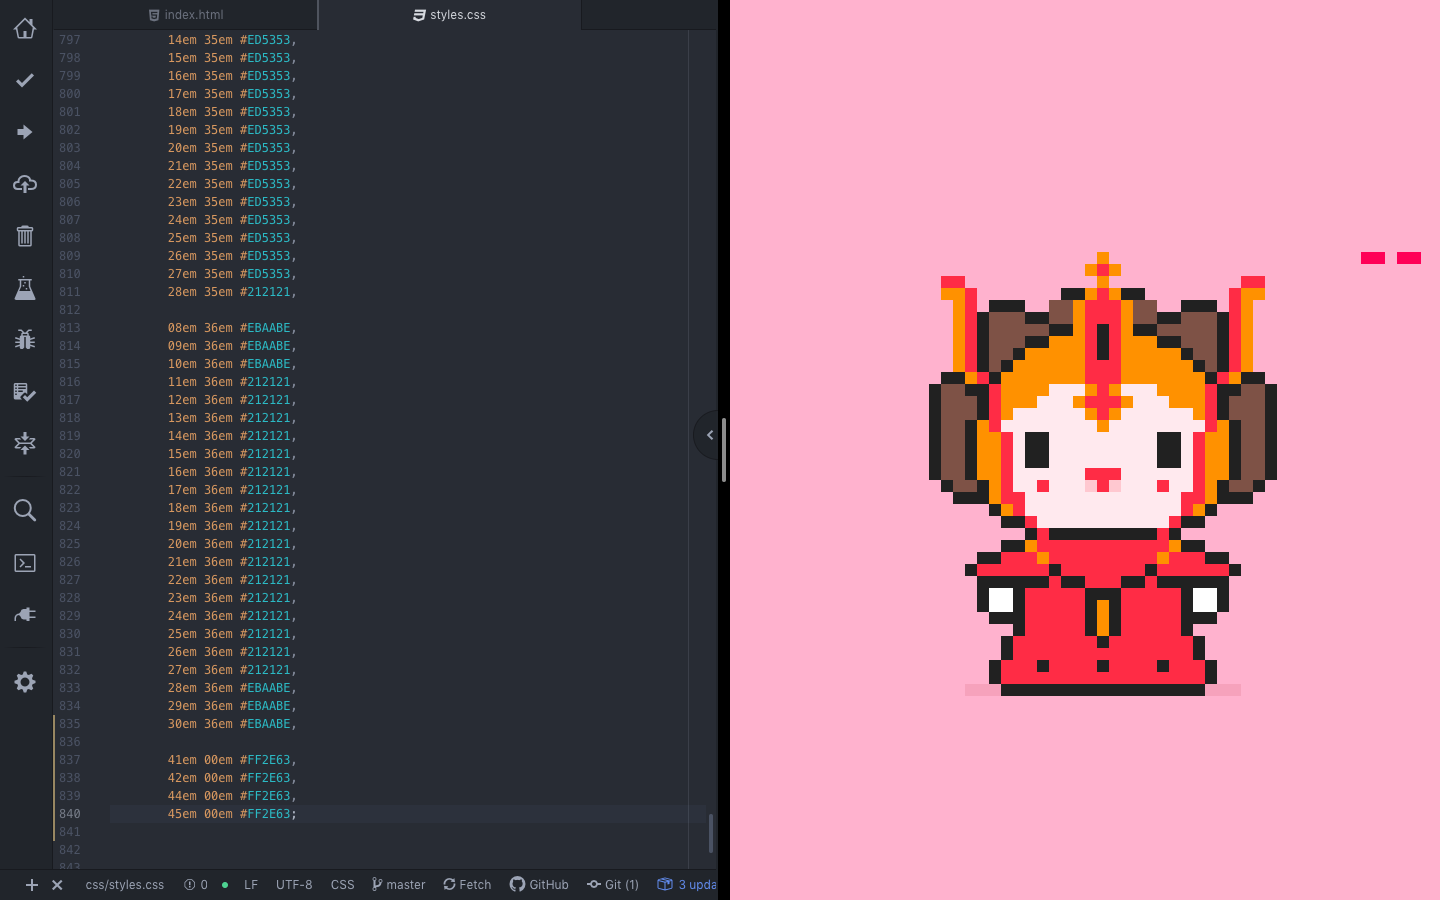 index.html
styles.css
797 14em 35em #ED5353,
798 15em 35em #ED5353,
799 16em 35em #ED5353,
800 17em 35em #ED5353,
801 18em 35em #ED5353,
802 19em 35em #ED5353,
803 20em 35em #ED5353,
804 21em 35em #ED5353,
805 22em 35em #ED5353,
806 23em 35em #ED5353,
807 24em 35em #ED5353,
808 25em 35em #ED5353,
809 26em 35em #ED5353,
810 27em 35em #ED5353,
811 28em 35em #212121,
812
813 08em 36em #EBAABE,
814 09em 36em #EBAABE,
815 10em 36em #EBAABE,
816 11em 36em #212121,
817 12em 36em #212121,
818 13em 36em #212121,
819 14em 36em #212121,
820 15em 36em #212121,
821 16em 36em #212121,
822 17em 36em #212121,
823 18em 36em #212121,
824 19em 36em #212121,
825 20em 36em #212121,
826 21em 36em #212121,
827 22em 36em #212121,
828 23em 36em #212121,
829 24em 36em #212121,
830 25em 36em #212121,
831 26em 36em #212121,
832 27em 36em #212121,
833 28em 36em #EBAABE,
834 29em 36em #EBAABE,
835 30em 36em #EBAABE,
836
837 41em 00em #FF2E63,
838 42em 00em #FF2E63,
839 44em 00em #FF2E63,
840 45em 00em #FF2E63;
841
842
843
css/styles.css 0 LF UTF-8 CSS master Fetch GitHub Git (1) 3 upda